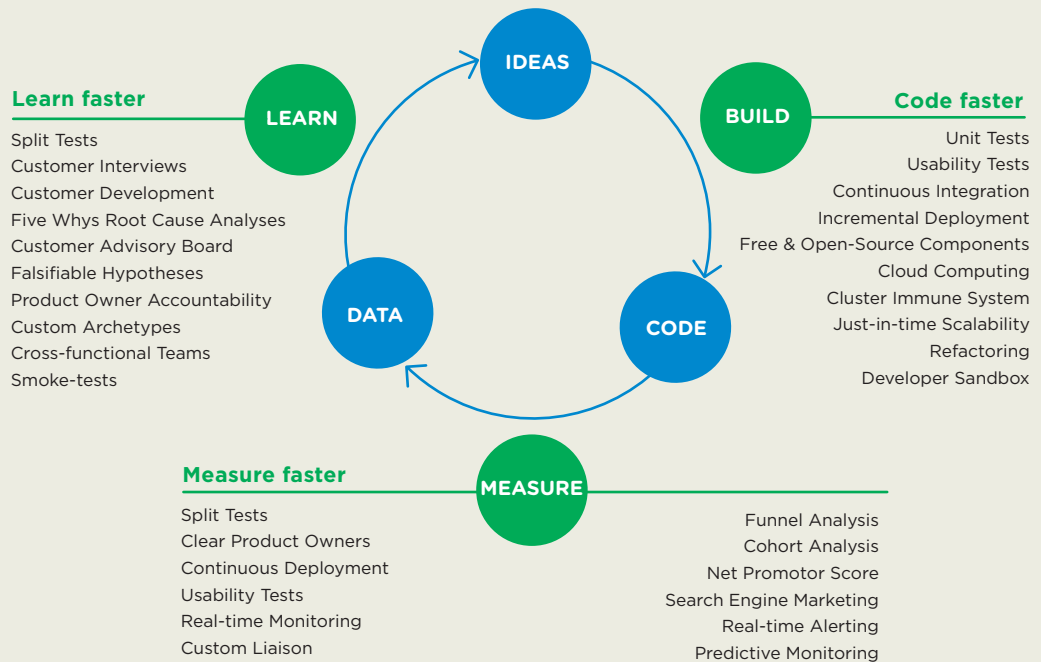 IDEAS
Learn faster
LEARN
Split Tests
Customer Interviews
Customer Development
Five Whys Root Cause Analyses
Customer Advisory Board
Falsifiable Hypotheses
Product Owner Accountability
Custom Archetypes
Cross-functional Teams
Smoke-tests
BUILD
Code faster
Unit Tests
Usability Tests
Continuous Integration
Incremental Deployment
Free & Open-Source Components
Cloud Computing
Cluster Immune System
Just-in-time Scalability
Refactoring
Developer Sandbox
DATA
CODE
Measure faster
MEASURE
Split Tests
Clear Product Owners
Continuous Deployment
Usability Tests
Real-time Monitoring
Custom Liaison
Funnel Analysis
Cohort Analysis
Net Promotor Score
Search Engine Marketing
Real-time Alerting
Predictive Monitoring